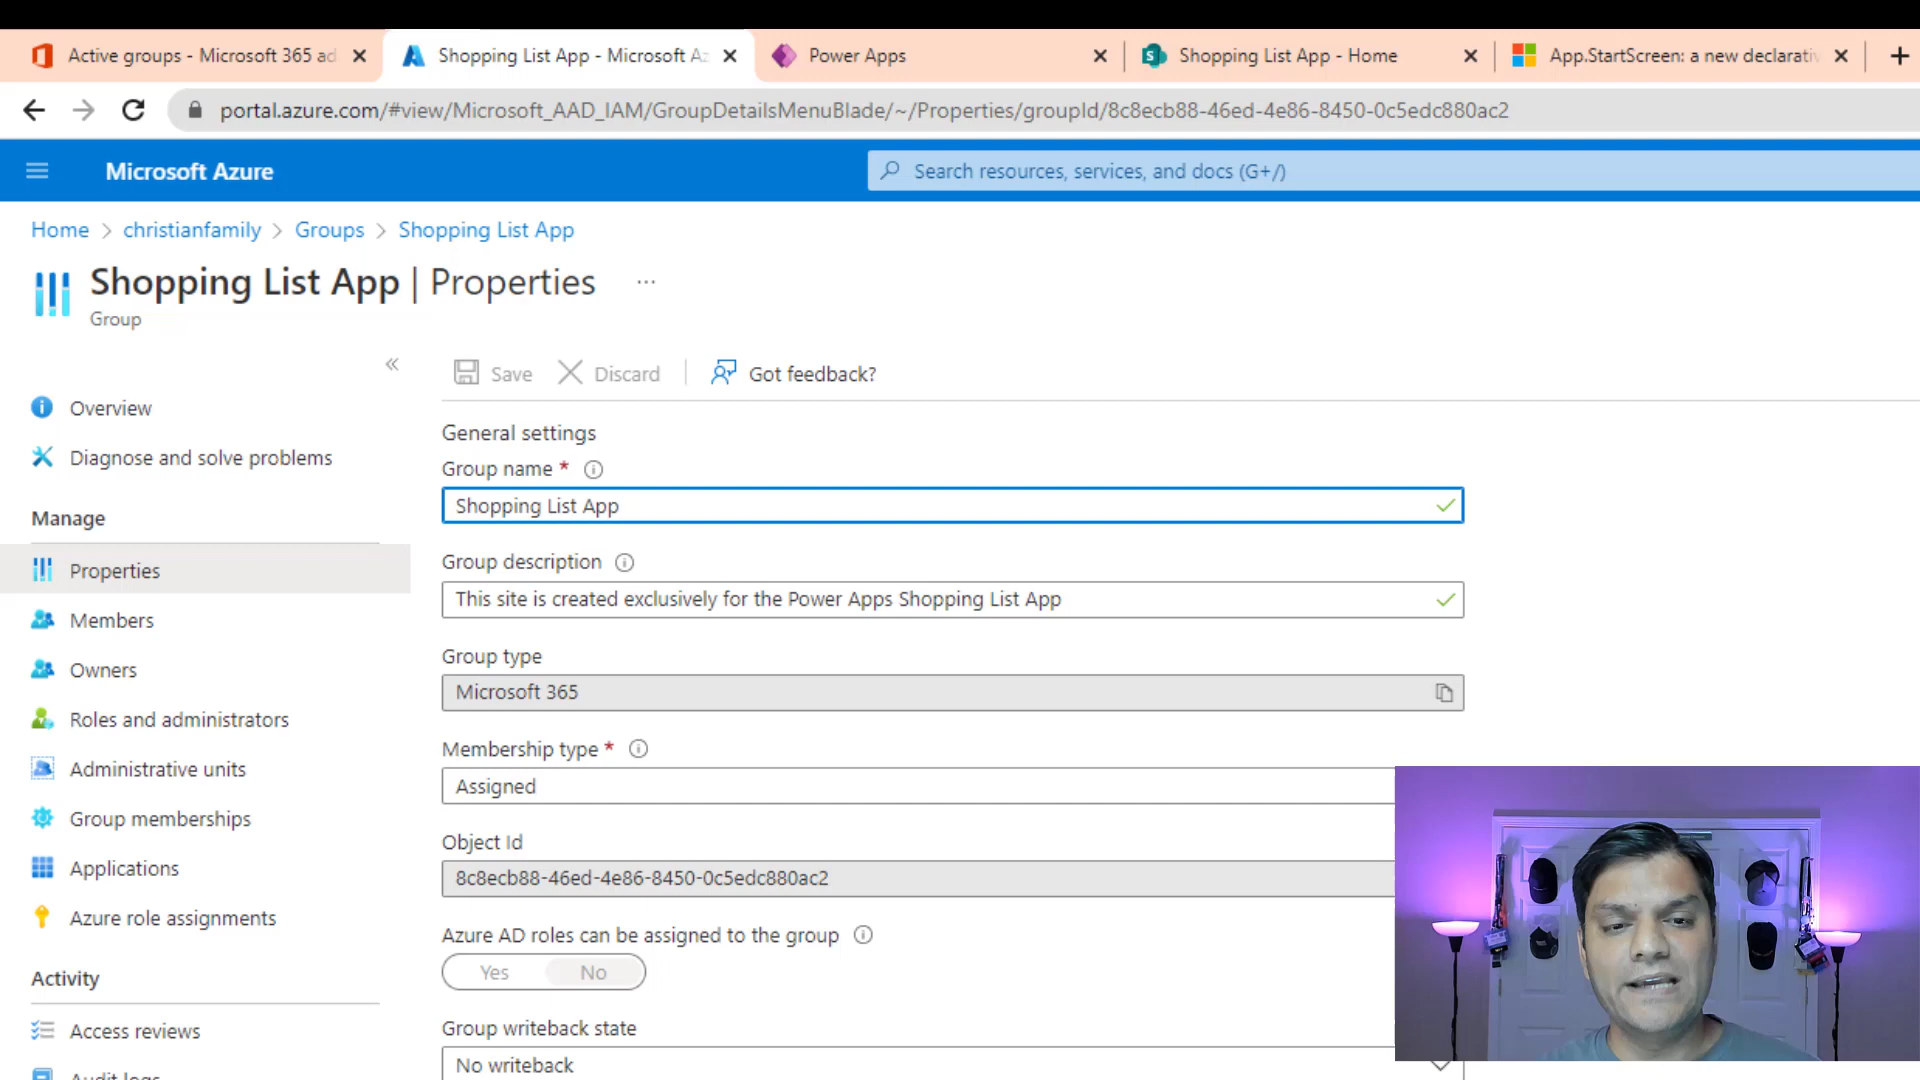 Active groups - Microsoft 365 ad
Shopping List App - Microsoft Az
Power Apps
Shopping List App - Home
App.StartScreen: a new declarativ
portal.azure.com/#view/Microsoft_AAD_IAM/GroupDetailsMenuBlade/~/Properties/groupId/8c8ecb88-46ed-4e86-8450-0c5edc880ac2
Microsoft Azure
Search resources, services, and docs (G+/)
Home > christianfamily > Groups > Shopping List App
Shopping List App | Properties ...
Group
Save
Discard
Got feedback?
Overview
Diagnose and solve problems
Manage
Properties
Members
Owners
Roles and administrators
Administrative units
Group memberships
Applications
Azure role assignments
Activity
Access reviews
Audit logs
General settings
Group name *
Shopping List App
Group description
This site is created exclusively for the Power Apps Shopping List App
Group type
Microsoft 365
Membership type *
Assigned
Object Id
8c8ecb88-46ed-4e86-8450-0c5edc880ac2
Azure AD roles can be assigned to the group
Yes No
Group writeback state
No writeback